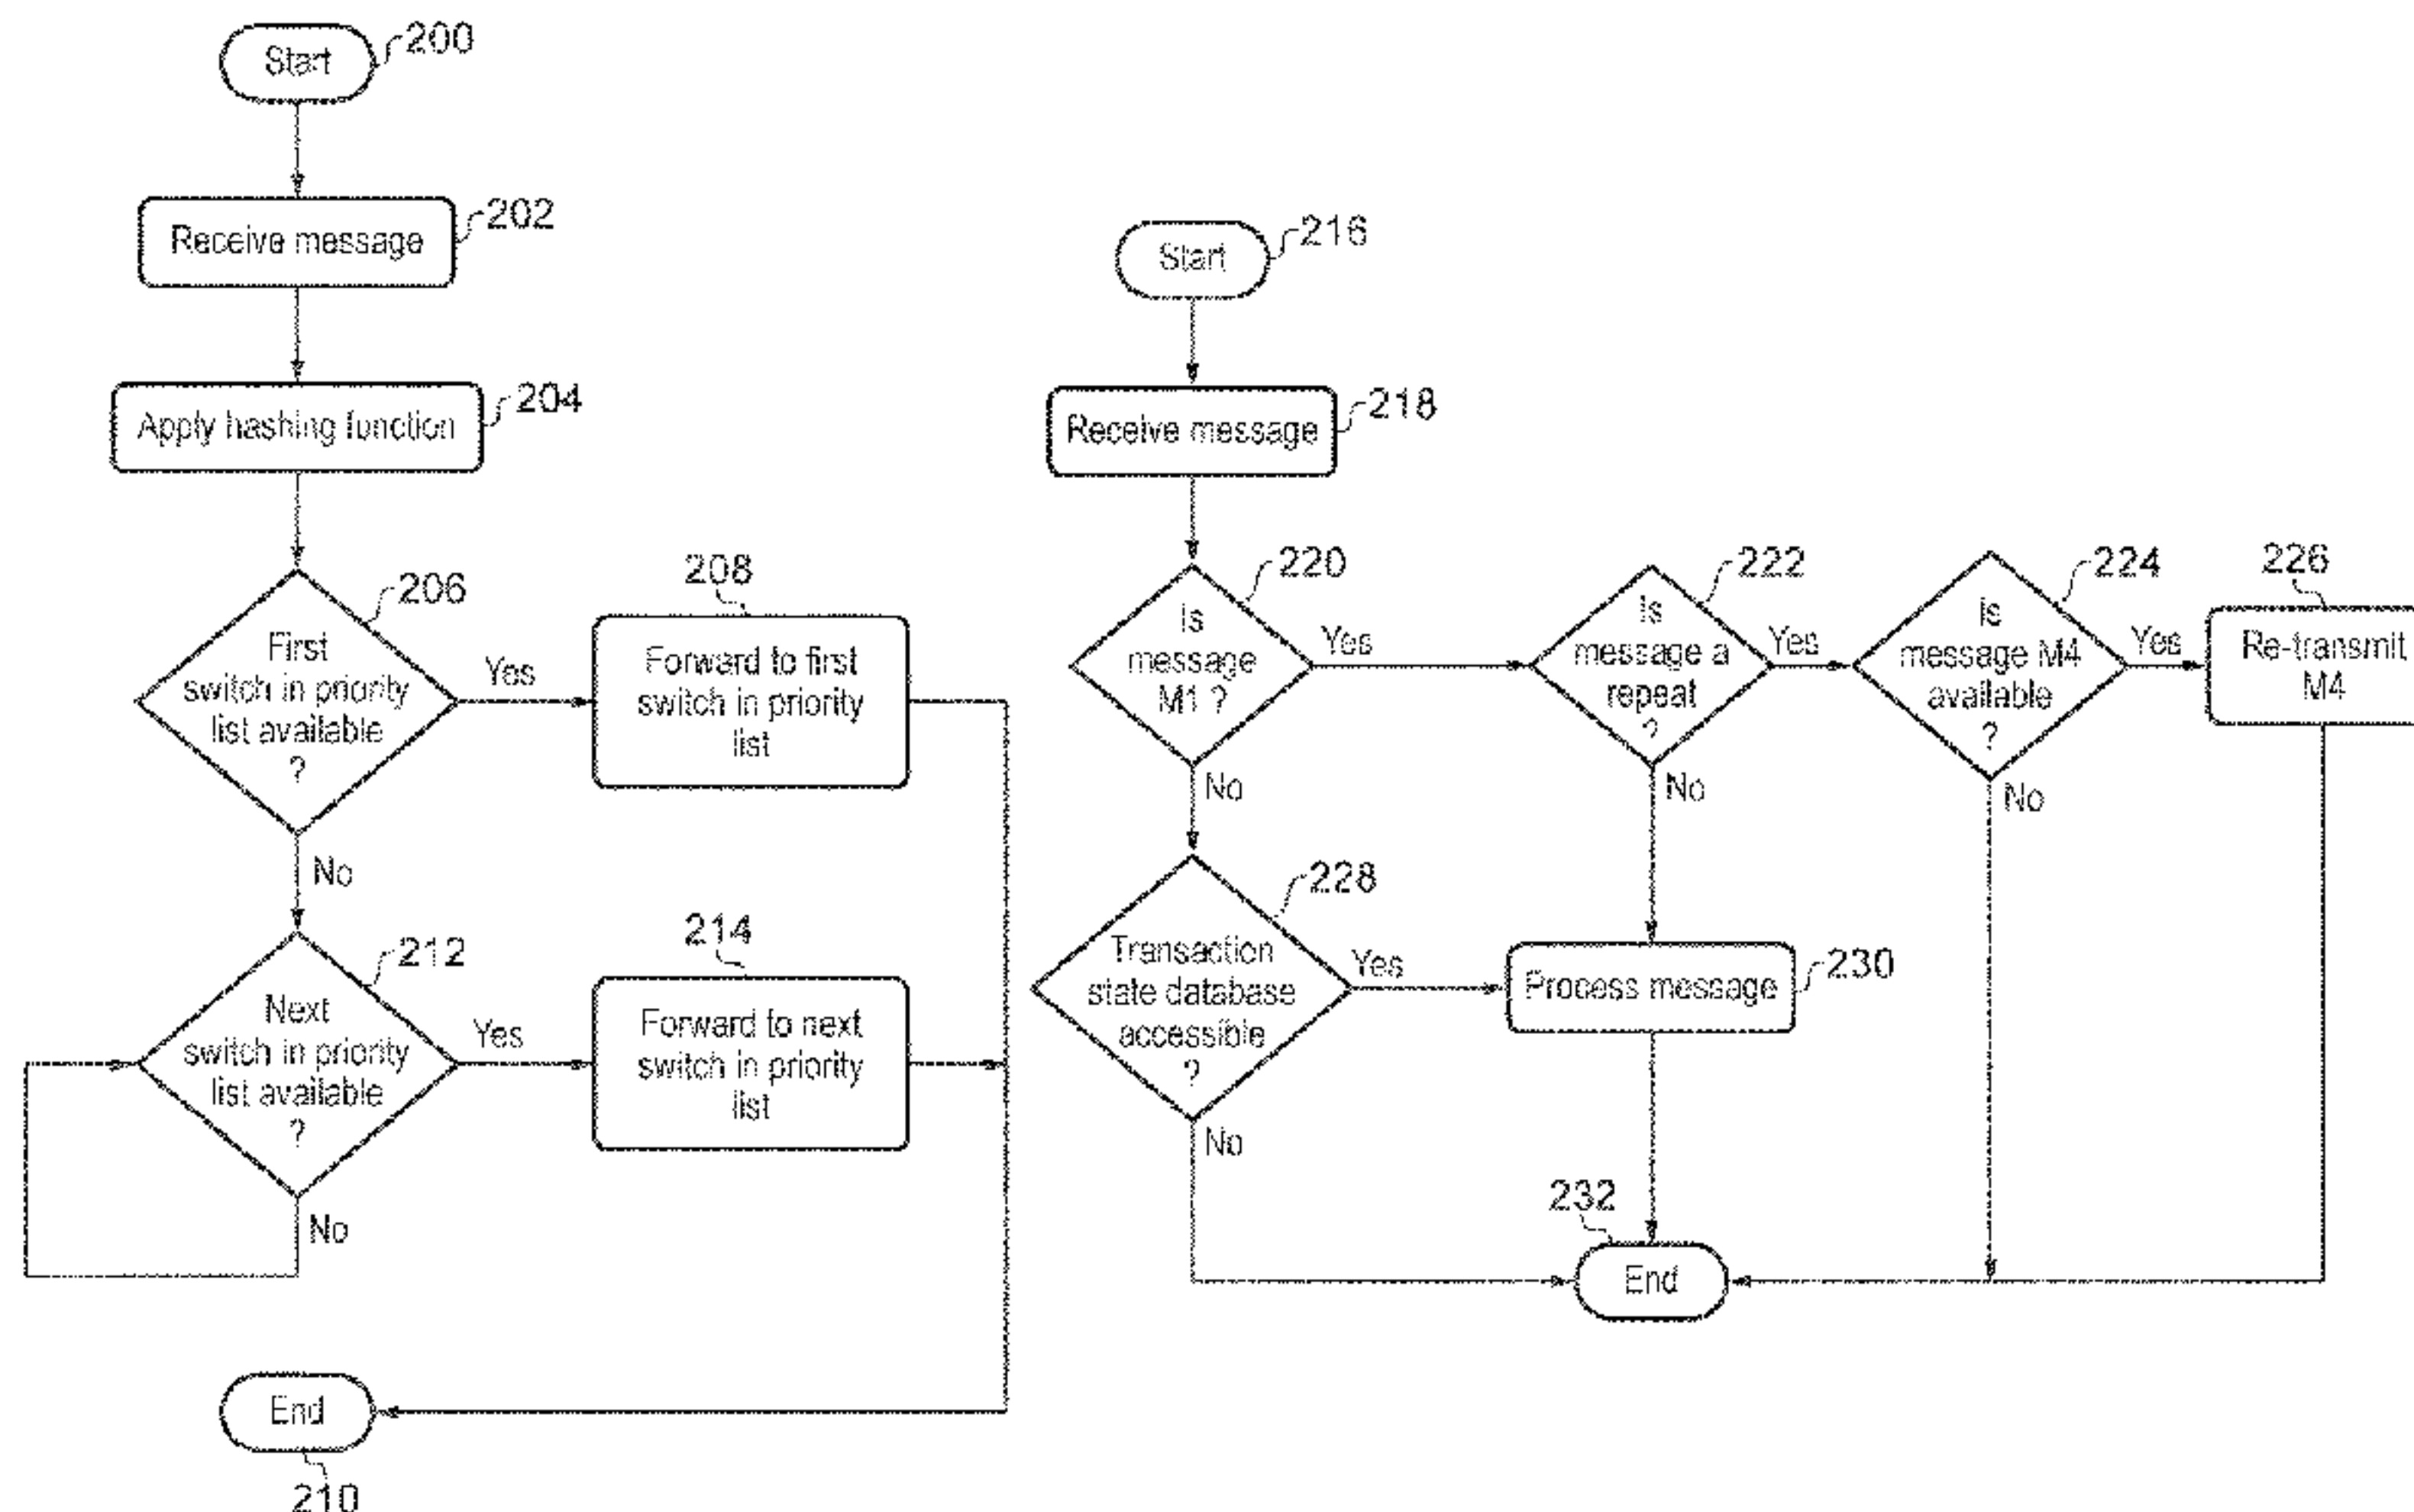 Start
200
Receive message
202
Apply hashing function
204
First
switch in priority
list available
?
206
Yes
No
208
Forward to first
switch in priority
list
Next
switch in priority
list available
?
212
Yes
No
214
Forward to next
switch in priority
list
End
210
Start
216
Receive message
218
Is
message
M1 ?
220
Yes
No
Is
message a
repeat
?
222
Yes
No
Is
message M4
available
?
224
Yes
No
226
Re-transmit
M4
Transaction
state database
accessible
?
228
Yes
No
Process message
230
232
End